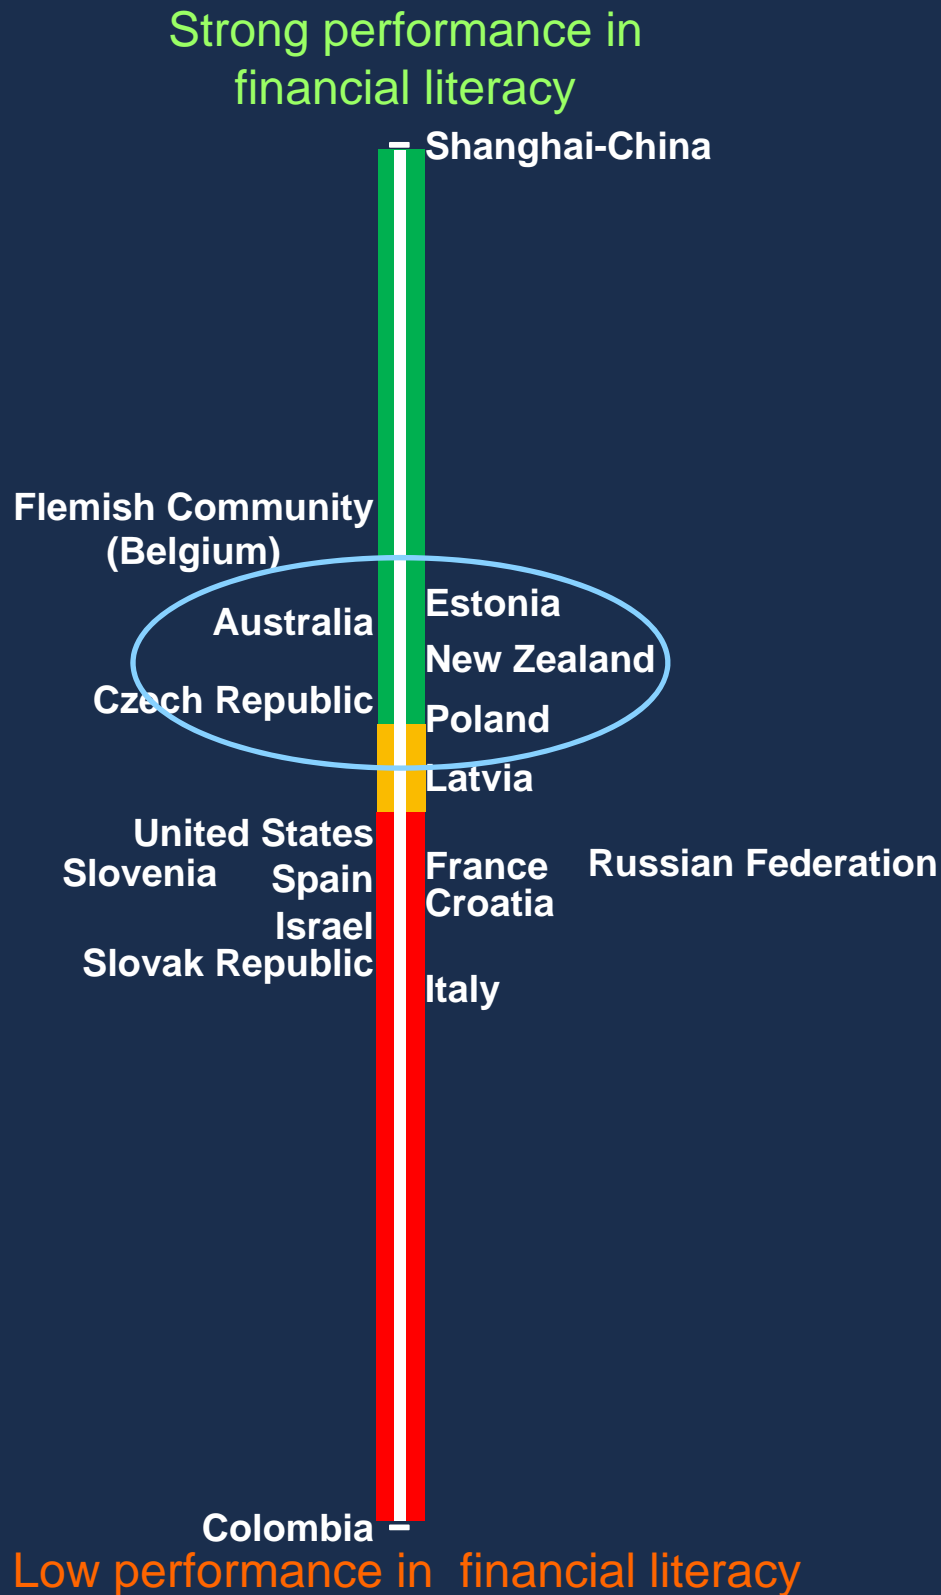 Strong performance in
financial literacy
Shanghai-China
Flemish Community
(Belgium)
Estonia
Australia
New Zealand
Czech Republic
Poland
Latvia
United States
Russian Federation
France
Slovenia
Spain
Croatia
Israel
Slovak Republic
Italy
Colombia
Low performance in financial literacy